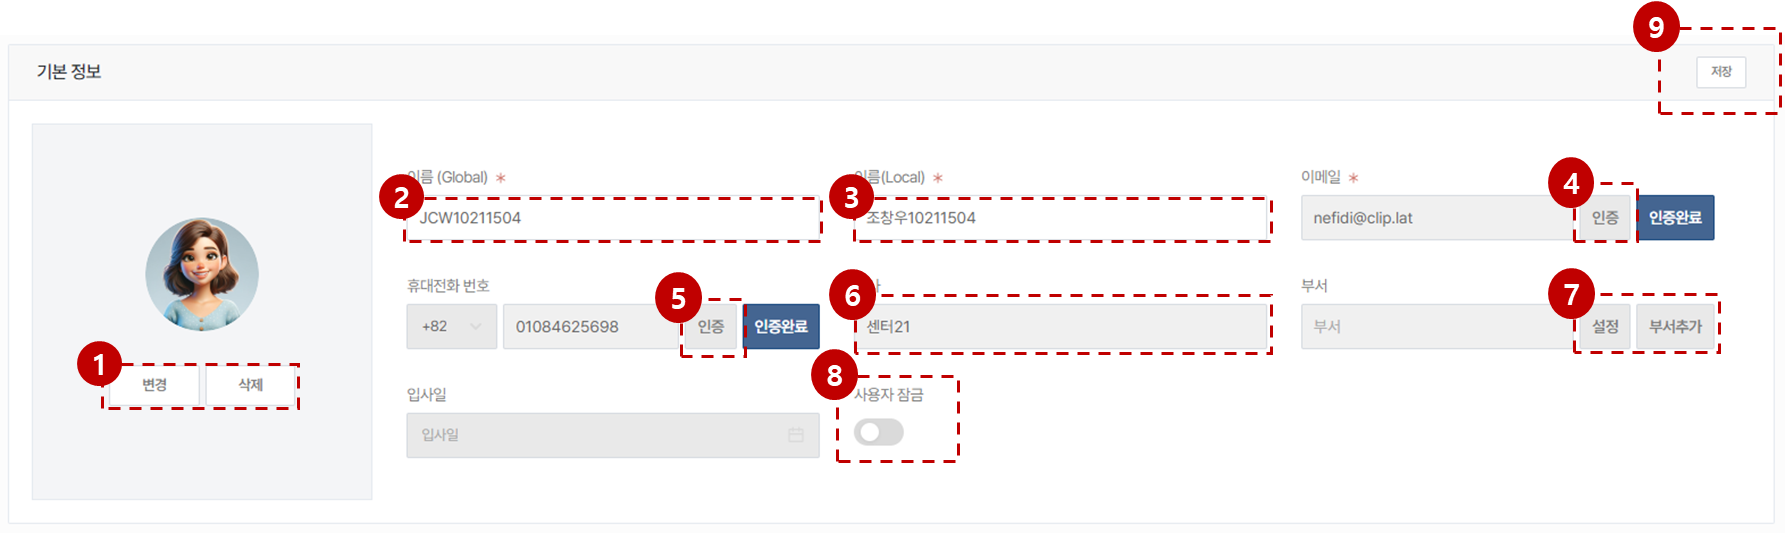 9
기본 정보
저장
이름 (Global) *
이름(Local) *
이메일 *
2
JCW10211504
3
조창우10211504
nefidi@clip.lat
4
인증
인증완료
휴대전화 번호
부서
+82
01084625698
5
인증
인증완료
6
센터21
부서
7
설정
부서추가
1
변경
삭제
입사일
입사일
8
사용자 잠금